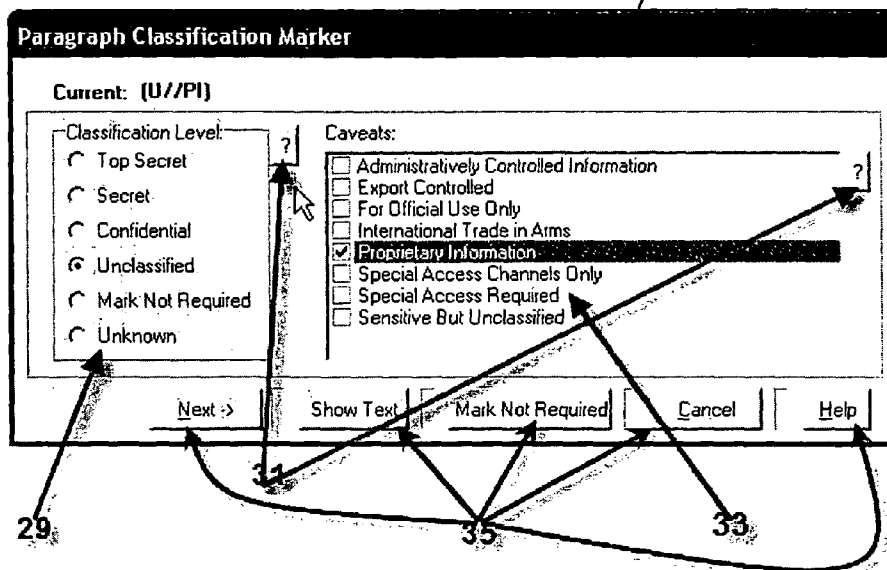 Paragraph Classification Marker
Current: (U//PI)
Classification Level:
?
Caveats:
Top Secret
Secret
Confidential
Unclassified
Mark Not Required
Unknown
Administratively Controlled Information
Export Controlled
For Official Use Only
International Trade in Arms
Proprietary Information
Special Access Channels Only
Special Access Required
Sensitive But Unclassified
?
Next ->
Show Text
Mark Not Required
Cancel
Help
31
29
35
33